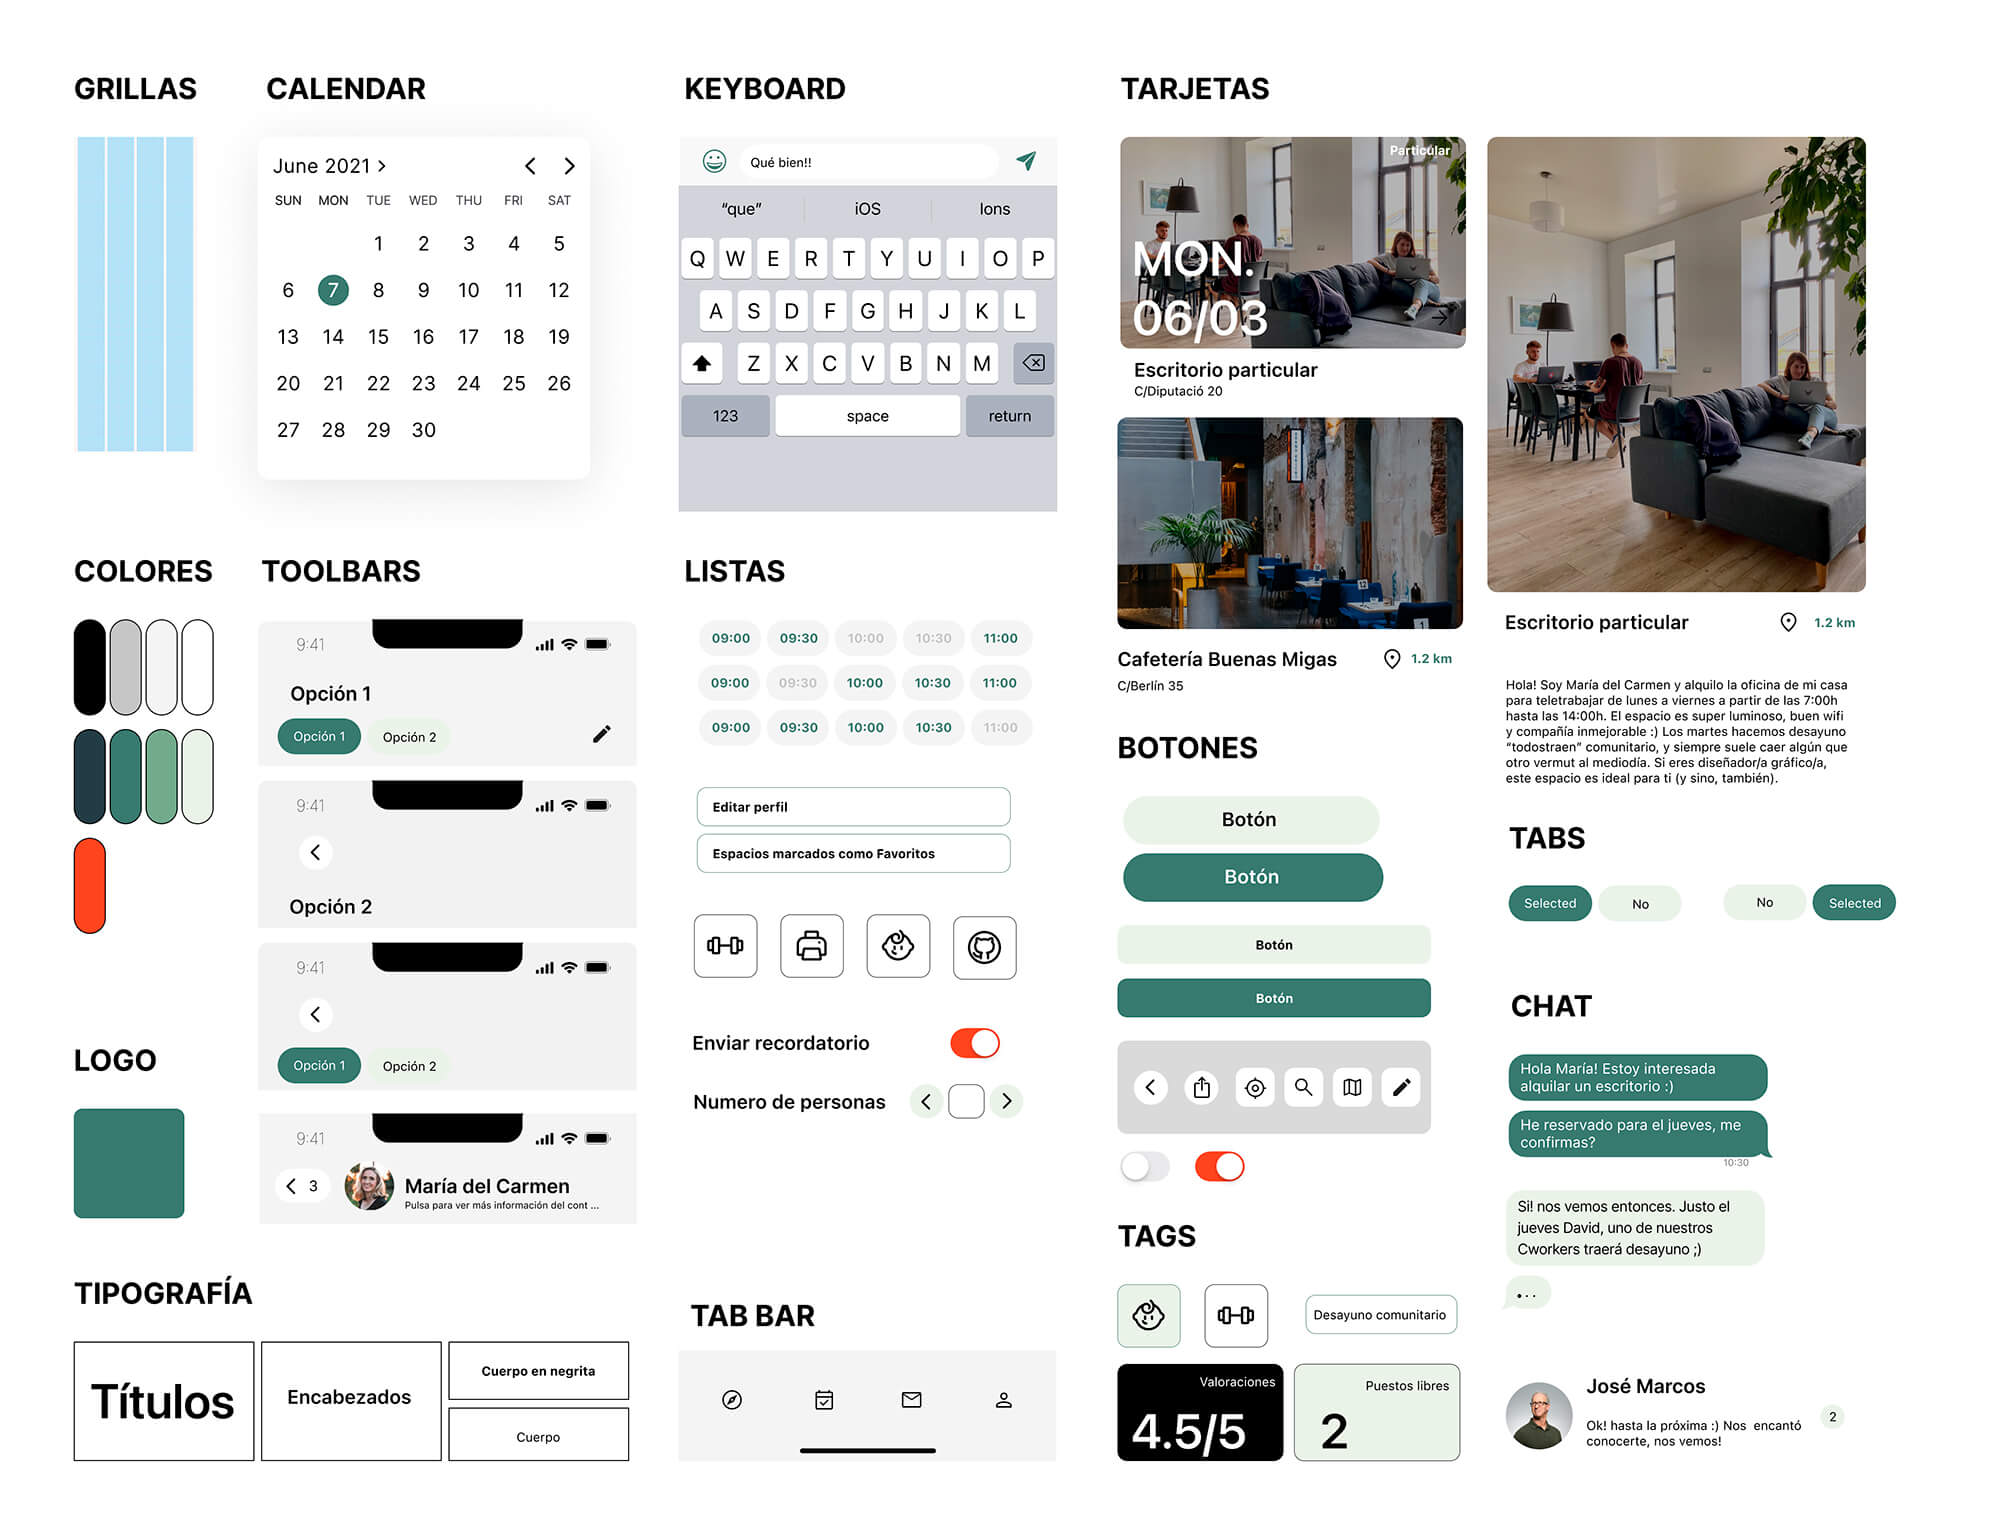 GRILLAS
CALENDAR
June 2021
SUN MON TUE WED THU FRI SAT
1 2 3 4 5
6 7 8 9 10 11 12
13 14 15 16 17 18 19
20 21 22 23 24 25 26
27 28 29 30
KEYBOARD
Qué bien!!
“que” iOS Ions
Q W E R T Y U I O P
A S D F G H J K L
Z X C V B N M
123 space return
TARJETAS
Particular
MON.
06/03
Escritorio particular
C/Diputació 20
12
1
Cafetería Buenas Migas 1.2 km
C/Berlín 35
Escritorio particular 1.2 km
Hola! Soy María del Carmen y alquilo la oficina de mi casa
para teletrabajar de lunes a viernes a partir de las 7:00h
hasta las 14:00h. El espacio es super luminoso, buen wifi
y compañía inmejorable :) Los martes hacemos desayuno
“todostraen” comunitario, y siempre suele caer algún que
otro vermut al mediodía. Si eres diseñador/a gráfico/a,
este espacio es ideal para ti (y sino, también).
COLORES
TOOLBARS
9:41
Opción 1
Opción 1 Opción 2
9:41
Opción 2
9:41
Opción 1 Opción 2
9:41
3 María del Carmen
Pulsa para ver más información del cont ...
LISTAS
09:00 09:30 10:00 10:30 11:00
09:00 09:30 10:00 10:30 11:00
09:00 09:30 10:00 10:30 11:00
Editar perfil
Espacios marcados como Favoritos
Enviar recordatorio
Numero de personas
BOTONES
Botón
Botón
Botón
Botón
TABS
Selected No No Selected
CHAT
Hola María! Estoy interesada
alquilar un escritorio :)
He reservado para el jueves, me
confirmas?
10:30
Si! nos vemos entonces. Justo el
jueves David, uno de nuestros
Cworkers traerá desayuno ;)
...
José Marcos
Ok! hasta la próxima :) Nos encantó
conocerte, nos vemos!
2
LOGO
TIPOGRAFÍA
Títulos
Encabezados
Cuerpo en negrita
Cuerpo
TAB BAR
TAGS
Desayuno comunitario
Valoraciones
4.5/5
Puestos libres
2